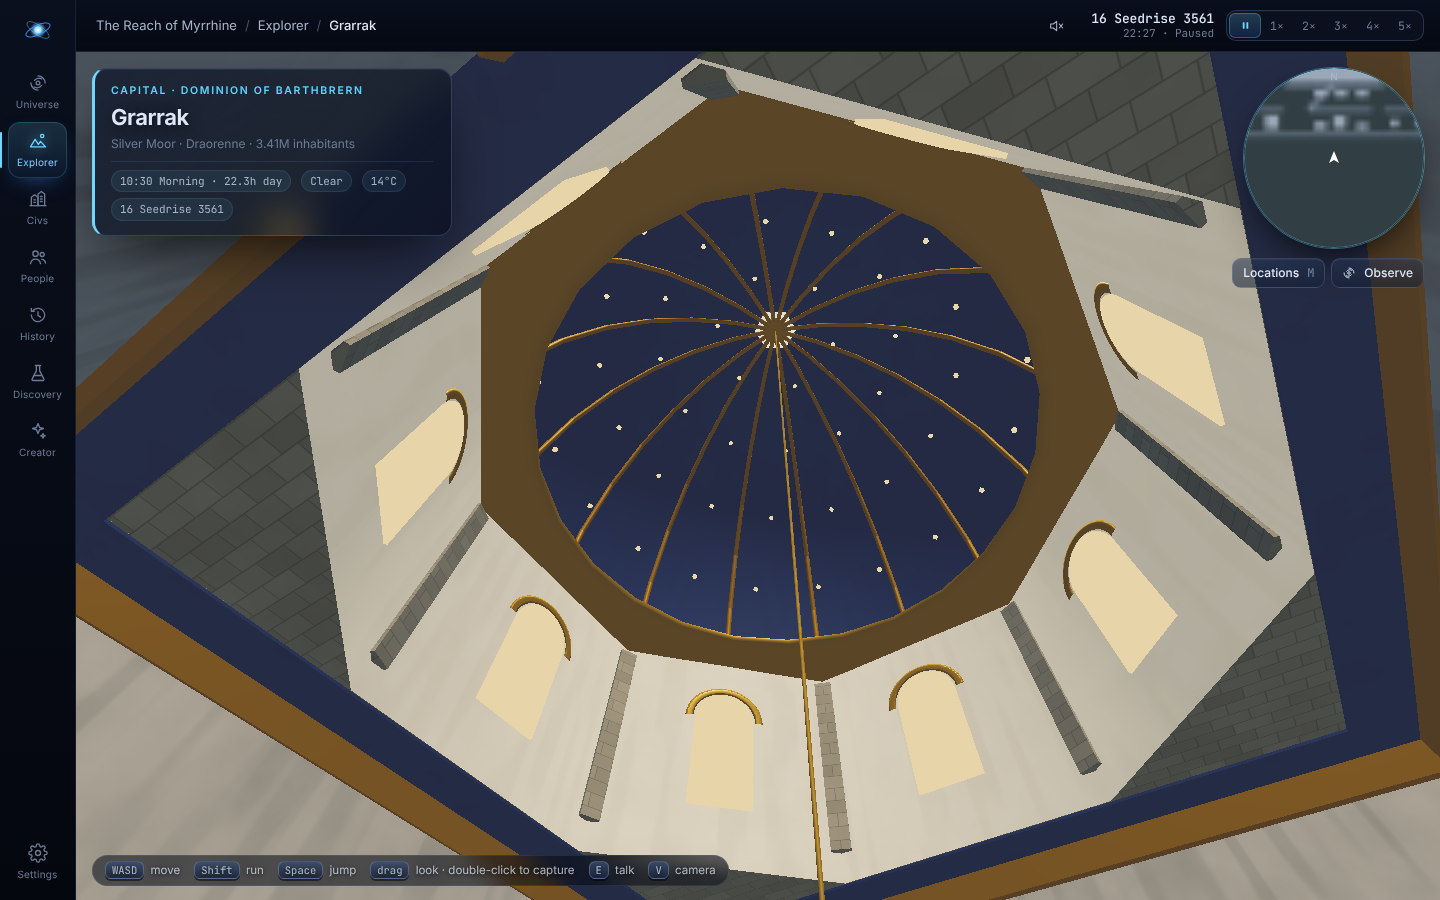 The Reach of Myrrhine / Explorer / Grarrak
16 Seedrise 3561
22:27 · Paused
1× 2× 3× 4× 5×
Universe
Explorer
Civs
People
History
Discovery
Creator
Settings
CAPITAL · DOMINION OF BARTHBRERN
Grarrak
Silver Moor · Draorenne · 3.41M inhabitants
10:30 Morning · 22.3h day
Clear
14°C
16 Seedrise 3561
N
Locations M
Observe
WASD move Shift run Space jump drag look · double-click to capture E talk V camera